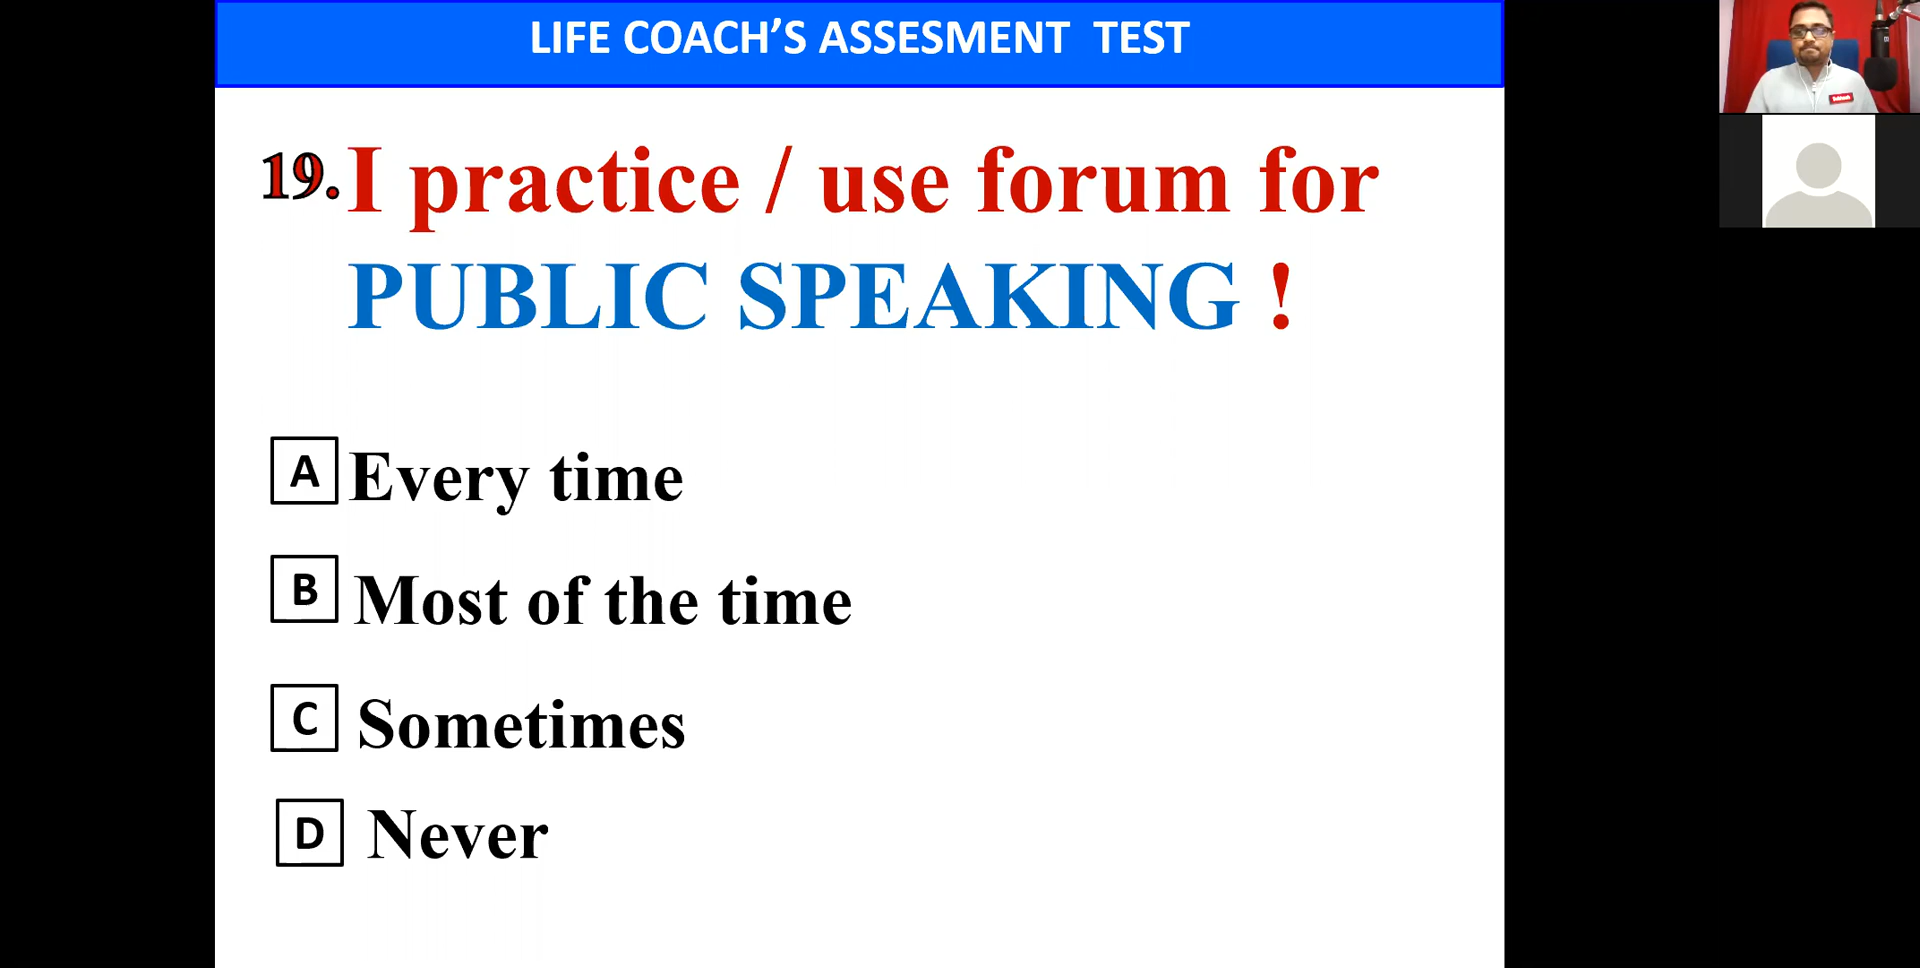 LIFE COACH’S ASSESMENT TEST
19. I practice / use forum for
PUBLIC SPEAKING !
A Every time
B Most of the time
C Sometimes
D Never